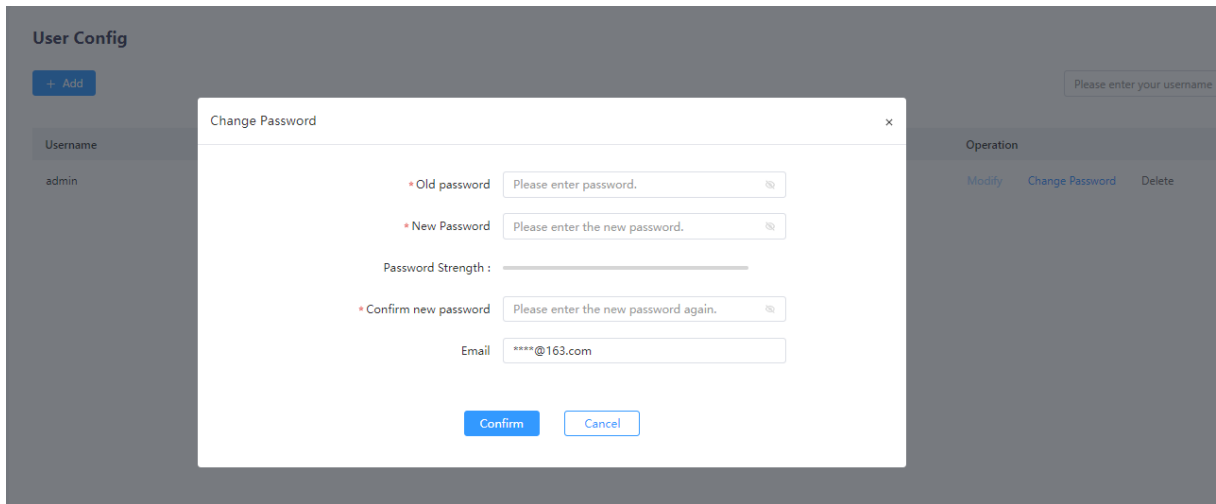 User Config
+ Add
Please enter your username
Change Password
×
Username
Operation
admin
Modify Change Password Delete
* Old password Please enter password.
* New Password Please enter the new password.
Password Strength :
* Confirm new password Please enter the new password again.
Email ****@163.com
Confirm Cancel